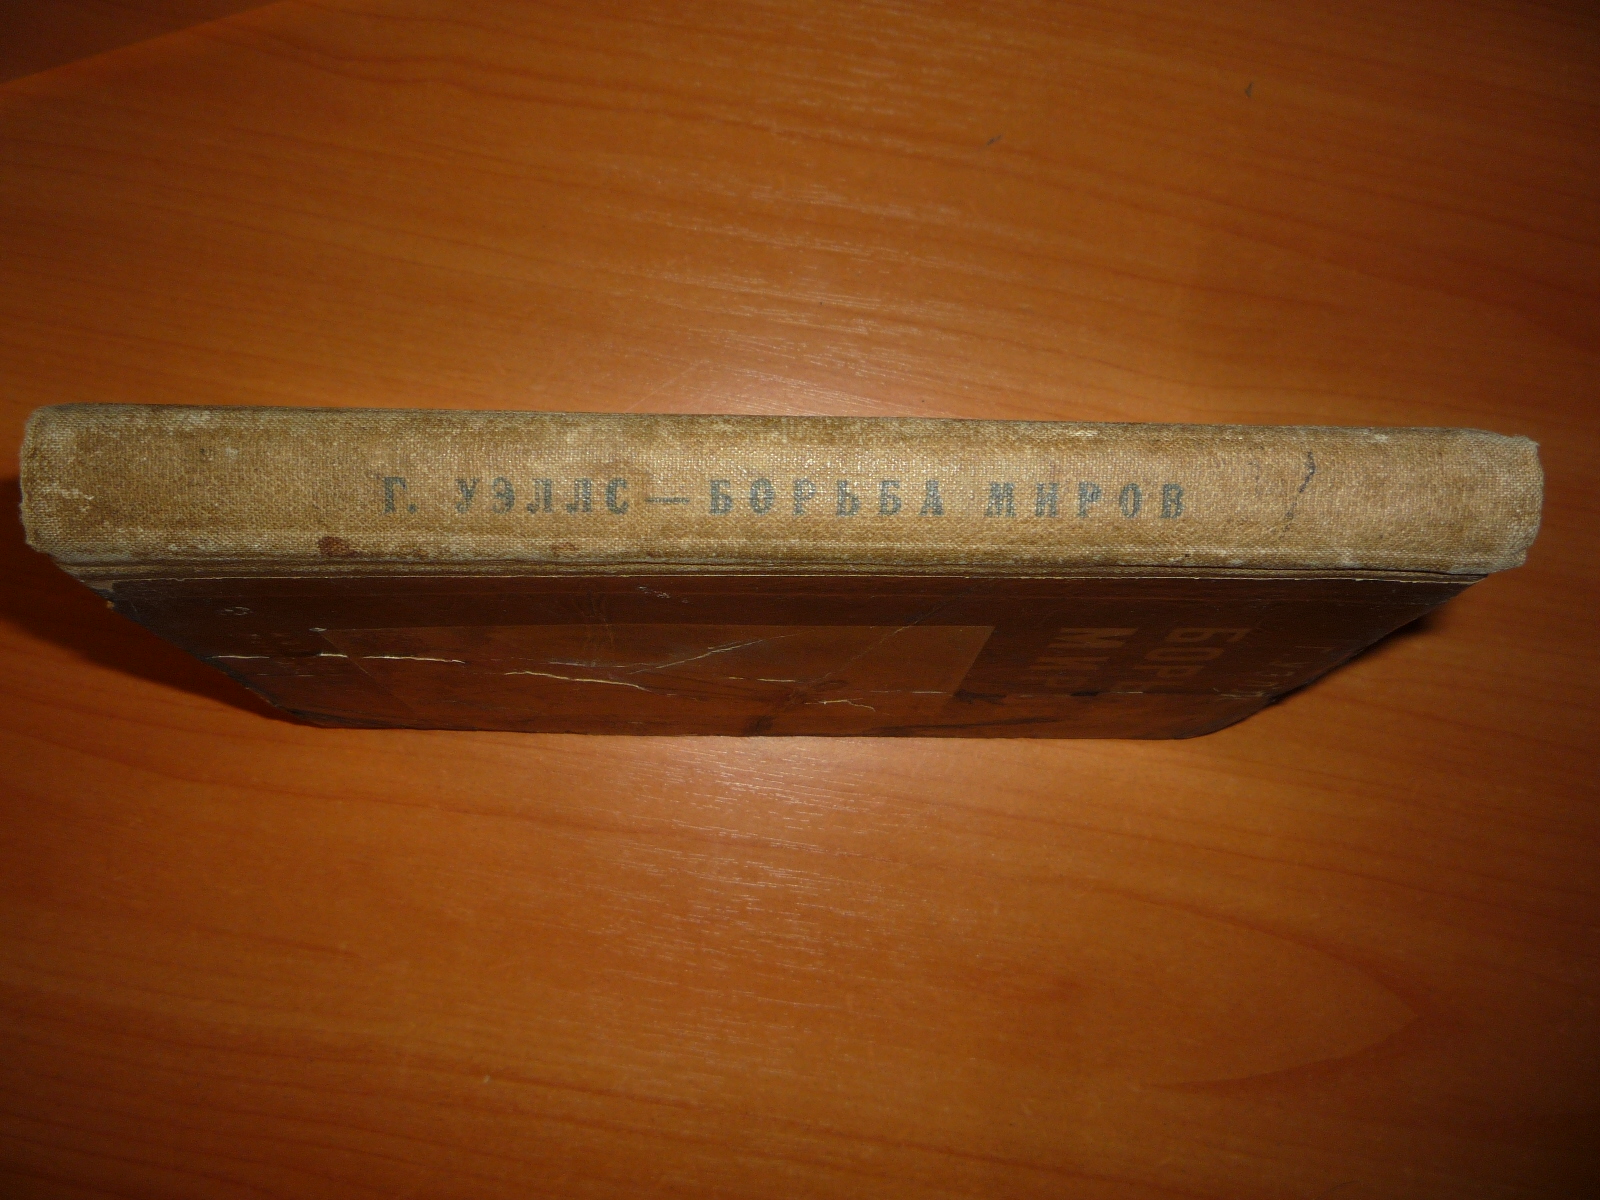 Г. УЭЛЛС — БОРЬБА МИРОВ